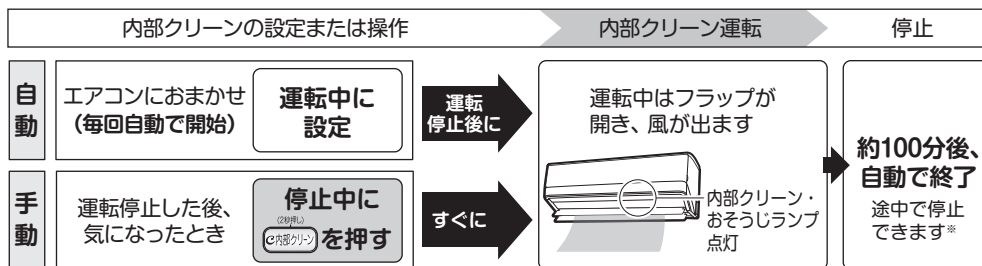 内部クリーンの設定または操作
内部クリーン運転
停止
自動
エアコンにおまかせ
(毎回自動で開始)
運転中に
設定
運転
停止後に
手動
運転停止した後、
気になったとき
停止中に
(2秒押し)
内部クリーン を押す
すぐに
運転中はフラップが
開き、風が出ます
内部クリーン・
おそうじランプ
点灯
約100分後、
自動で終了
途中で停止
できます※